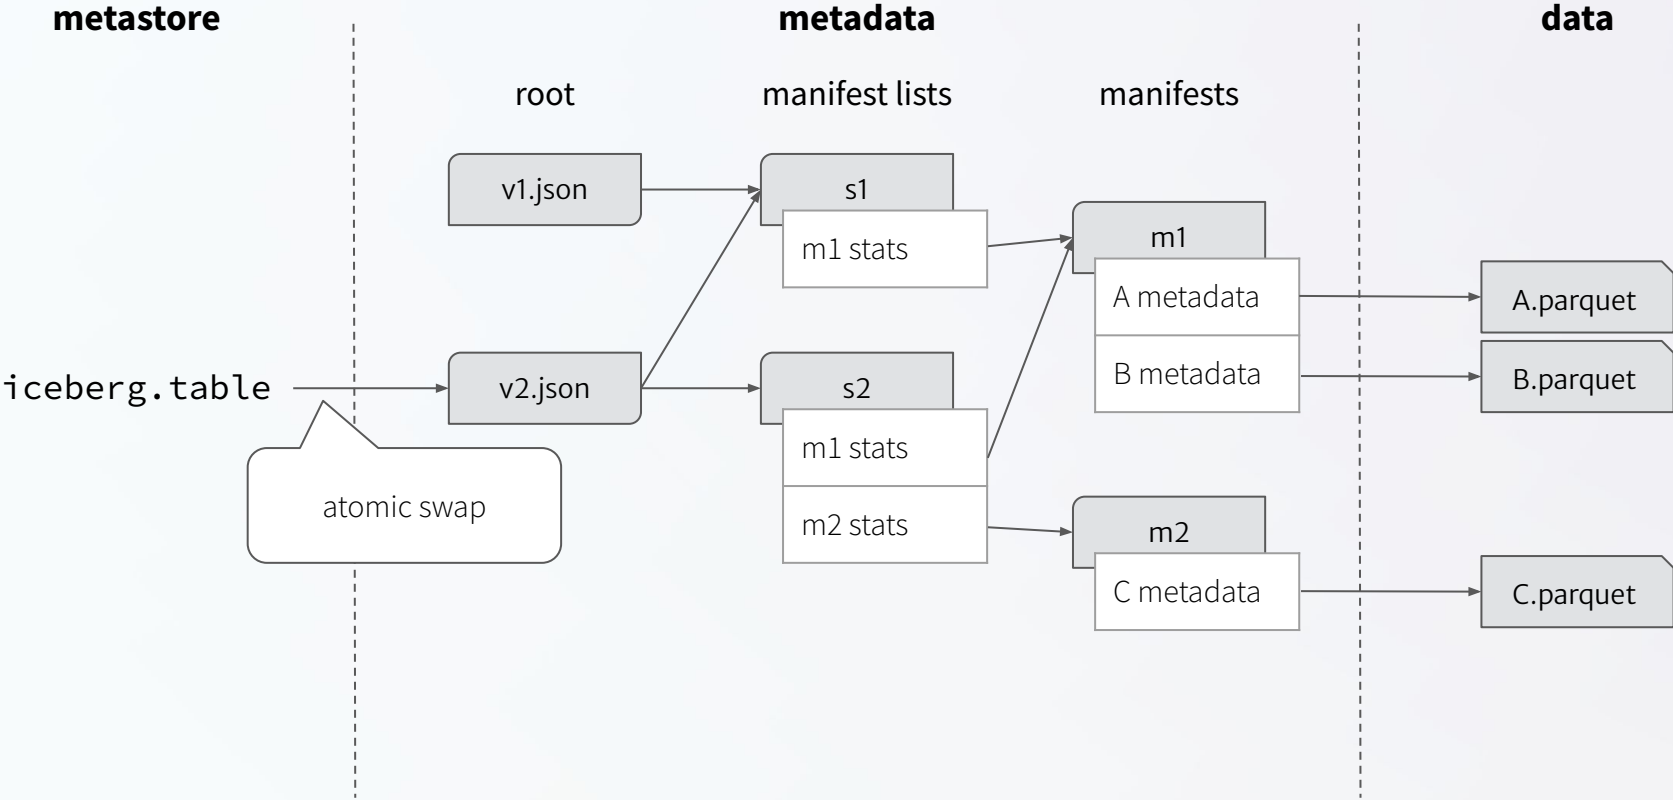 metastore
metadata
data
root
manifest lists
manifests
v1.json
s1
m1 stats
m1
A metadata
B metadata
A.parquet
B.parquet
iceberg.table
v2.json
s2
m1 stats
m2 stats
atomic swap
m2
C metadata
C.parquet